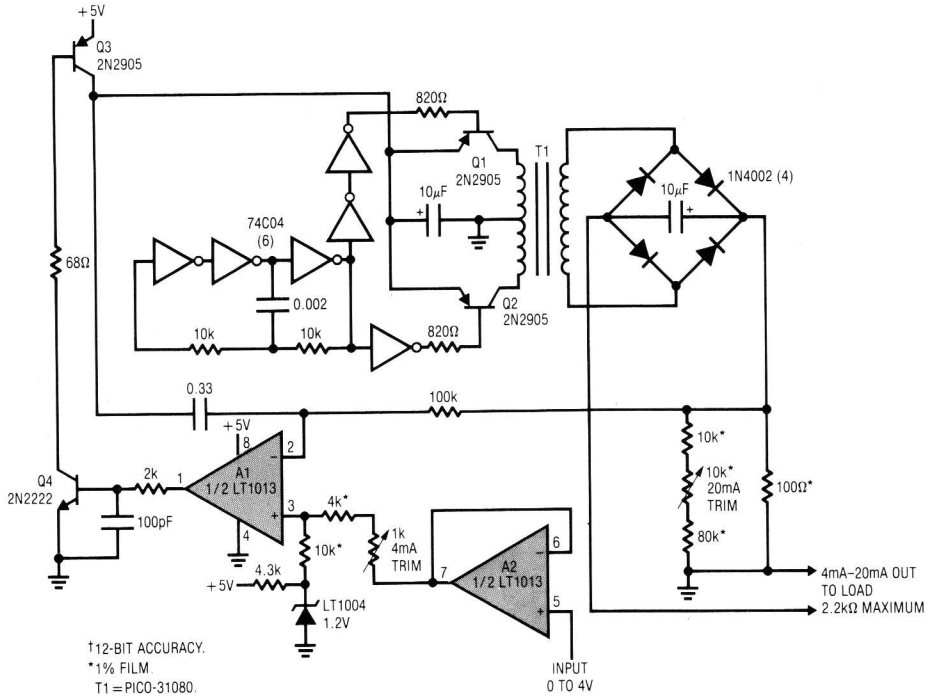 +5V
Q3
2N2905
820Ω
Q1
2N2905
T1
1N4002 (4)
10µF
+
10µF
+
74C04
(6)
68Ω
0.002
Q2
2N2905
10k
10k
820Ω
0.33
100k
+5V
8
2
−
A1
1/2 LT1013
1
+
3
4
2k
Q4
2N2222
100pF
4k*
1k
4mA
TRIM
10k*
4.3k
+5V
LT1004
1.2V
6
−
A2
1/2 LT1013
7
+
5
INPUT
0 TO 4V
10k*
10k*
20mA
TRIM
80k*
100Ω*
4mA–20mA OUT
TO LOAD
2.2kΩ MAXIMUM
†12-BIT ACCURACY.
*1% FILM.
T1 = PICO-31080.